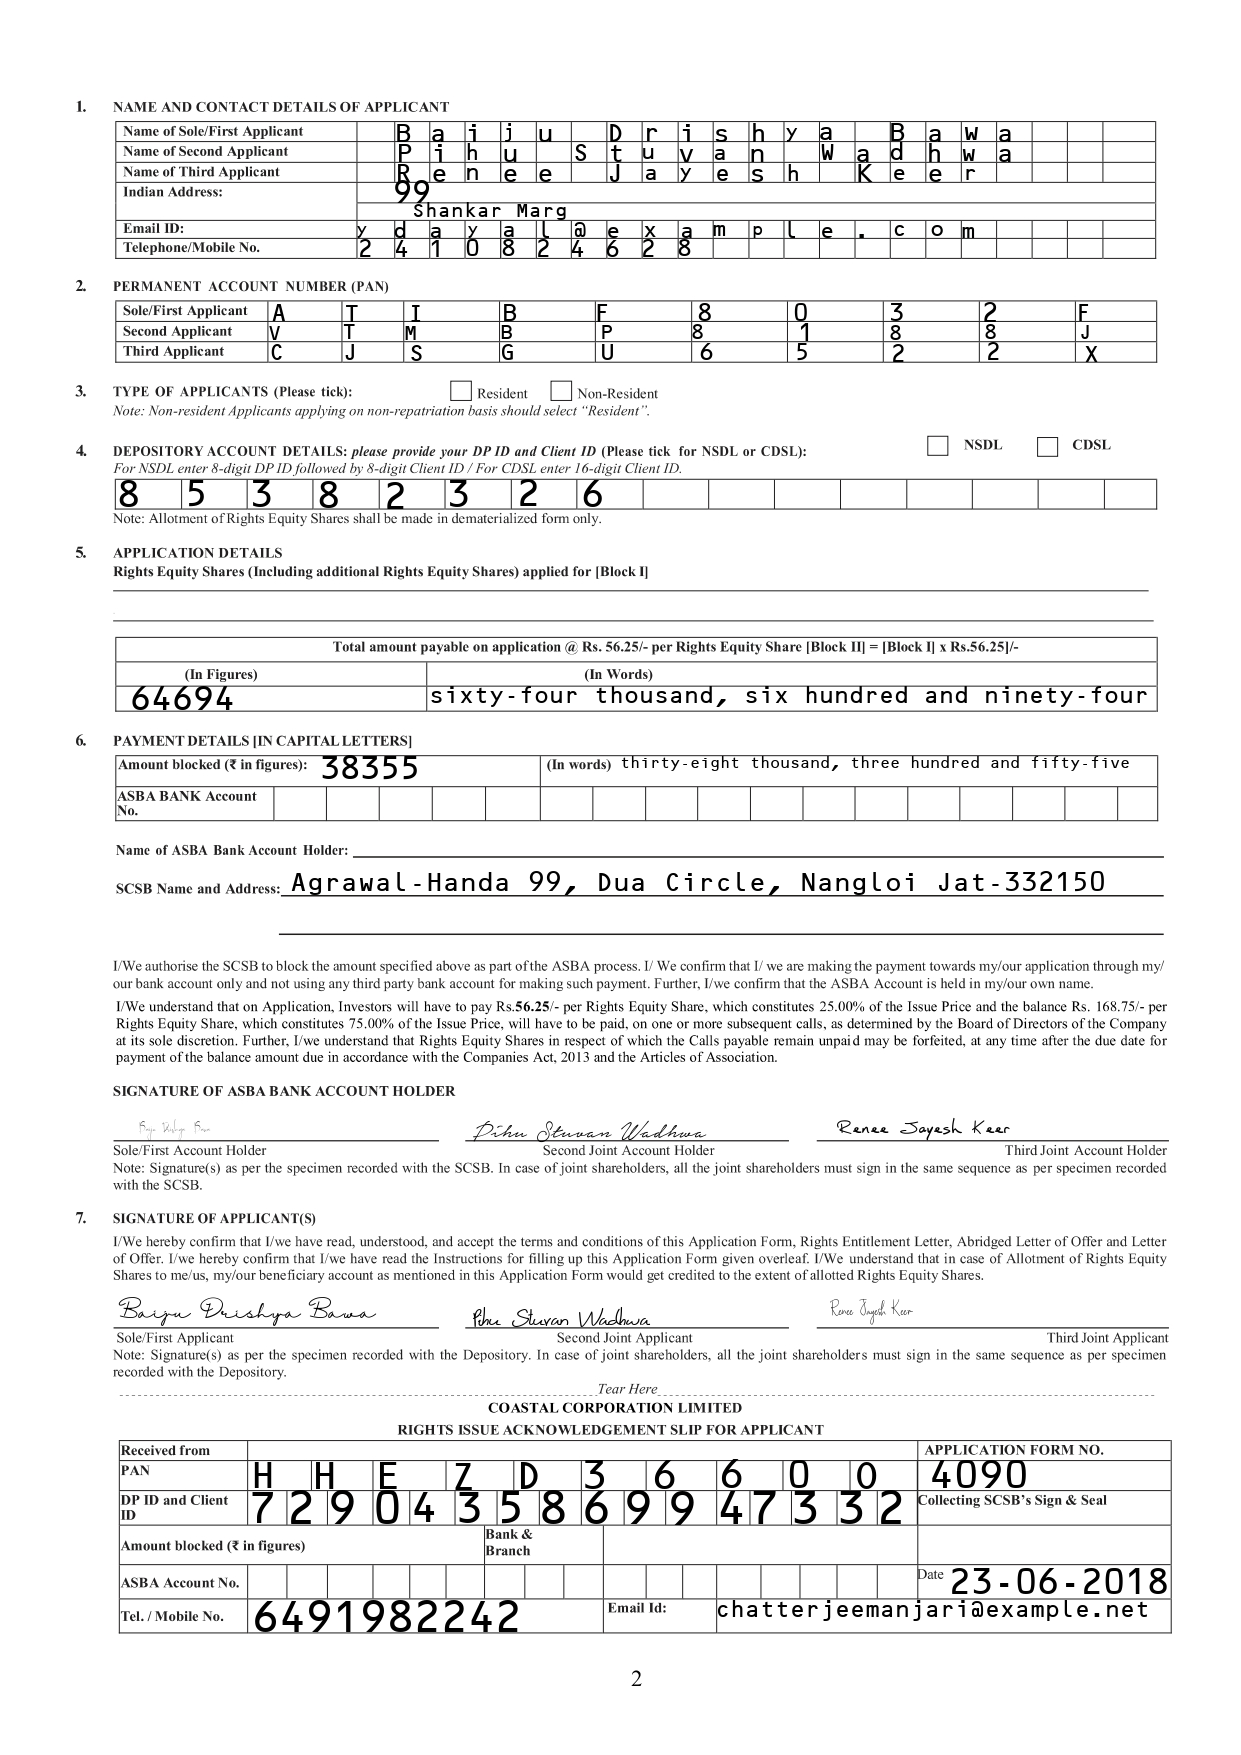 1. NAME AND CONTACT DETAILS OF APPLICANT
Name of Sole/First Applicant Baiju Drishya Bawa
Name of Second Applicant Pihu Stuvan Wadhwa
Name of Third Applicant Renee Jayesh Keer
Indian Address: 99
Shankar Marg
Email ID: ydayal@example.com
Telephone/Mobile No. 2410824628
2. PERMANENT ACCOUNT NUMBER (PAN)
Sole/First Applicant A T I B F 8 0 3 2 F
Second Applicant V T M B P 8 1 8 8 J
Third Applicant C J S G U 6 5 2 2 X
3. TYPE OF APPLICANTS (Please tick): Resident Non-Resident
Note: Non-resident Applicants applying on non-repatriation basis should select “Resident”.
4. DEPOSITORY ACCOUNT DETAILS: please provide your DP ID and Client ID (Please tick for NSDL or CDSL): NSDL CDSL
For NSDL enter 8-digit DP ID followed by 8-digit Client ID / For CDSL enter 16-digit Client ID.
8 5 3 8 2 3 2 6
Note: Allotment of Rights Equity Shares shall be made in dematerialized form only.
5. APPLICATION DETAILS
Rights Equity Shares (Including additional Rights Equity Shares) applied for [Block I]
Total amount payable on application @ Rs. 56.25/- per Rights Equity Share [Block II] = [Block I] x Rs.56.25]/-
(In Figures) (In Words)
64694 sixty-four thousand, six hundred and ninety-four
6. PAYMENT DETAILS [IN CAPITAL LETTERS]
Amount blocked (₹ in figures): 38355 (In words) thirty-eight thousand, three hundred and fifty-five
ASBA BANK Account
No.
Name of ASBA Bank Account Holder:
SCSB Name and Address: Agrawal-Handa 99, Dua Circle, Nangloi Jat-332150
I/We authorise the SCSB to block the amount specified above as part of the ASBA process. I/ We confirm that I/ we are making the payment towards my/our application through my/
our bank account only and not using any third party bank account for making such payment. Further, I/we confirm that the ASBA Account is held in my/our own name.
I/We understand that on Application, Investors will have to pay Rs.56.25/- per Rights Equity Share, which constitutes 25.00% of the Issue Price and the balance Rs. 168.75/- per
Rights Equity Share, which constitutes 75.00% of the Issue Price, will have to be paid, on one or more subsequent calls, as determined by the Board of Directors of the Company
at its sole discretion. Further, I/we understand that Rights Equity Shares in respect of which the Calls payable remain unpaid may be forfeited, at any time after the due date for
payment of the balance amount due in accordance with the Companies Act, 2013 and the Articles of Association.
SIGNATURE OF ASBA BANK ACCOUNT HOLDER
Baiju Drishya Bawa Pihu Stuvan Wadhwa Renee Jayesh Keer
Sole/First Account Holder Second Joint Account Holder Third Joint Account Holder
Note: Signature(s) as per the specimen recorded with the SCSB. In case of joint shareholders, all the joint shareholders must sign in the same sequence as per specimen recorded
with the SCSB.
7. SIGNATURE OF APPLICANT(S)
I/We hereby confirm that I/we have read, understood, and accept the terms and conditions of this Application Form, Rights Entitlement Letter, Abridged Letter of Offer and Letter
of Offer. I/we hereby confirm that I/we have read the Instructions for filling up this Application Form given overleaf. I/We understand that in case of Allotment of Rights Equity
Shares to me/us, my/our beneficiary account as mentioned in this Application Form would get credited to the extent of allotted Rights Equity Shares.
Baiju Drishya Bawa Pihu Stuvan Wadhwa Renee Jayesh Keer
Sole/First Applicant Second Joint Applicant Third Joint Applicant
Note: Signature(s) as per the specimen recorded with the Depository. In case of joint shareholders, all the joint shareholders must sign in the same sequence as per specimen
recorded with the Depository.
Tear Here
COASTAL CORPORATION LIMITED
RIGHTS ISSUE ACKNOWLEDGEMENT SLIP FOR APPLICANT
Received from APPLICATION FORM NO.
PAN H H E Z D 3 6 6 0 0 4090
DP ID and Client
ID 7290435869947332 Collecting SCSB’s Sign & Seal
Amount blocked (₹ in figures) Bank &
Branch
ASBA Account No. Date 23-06-2018
Tel. / Mobile No. 6491982242 Email Id: chatterjeemanjari@example.net
2